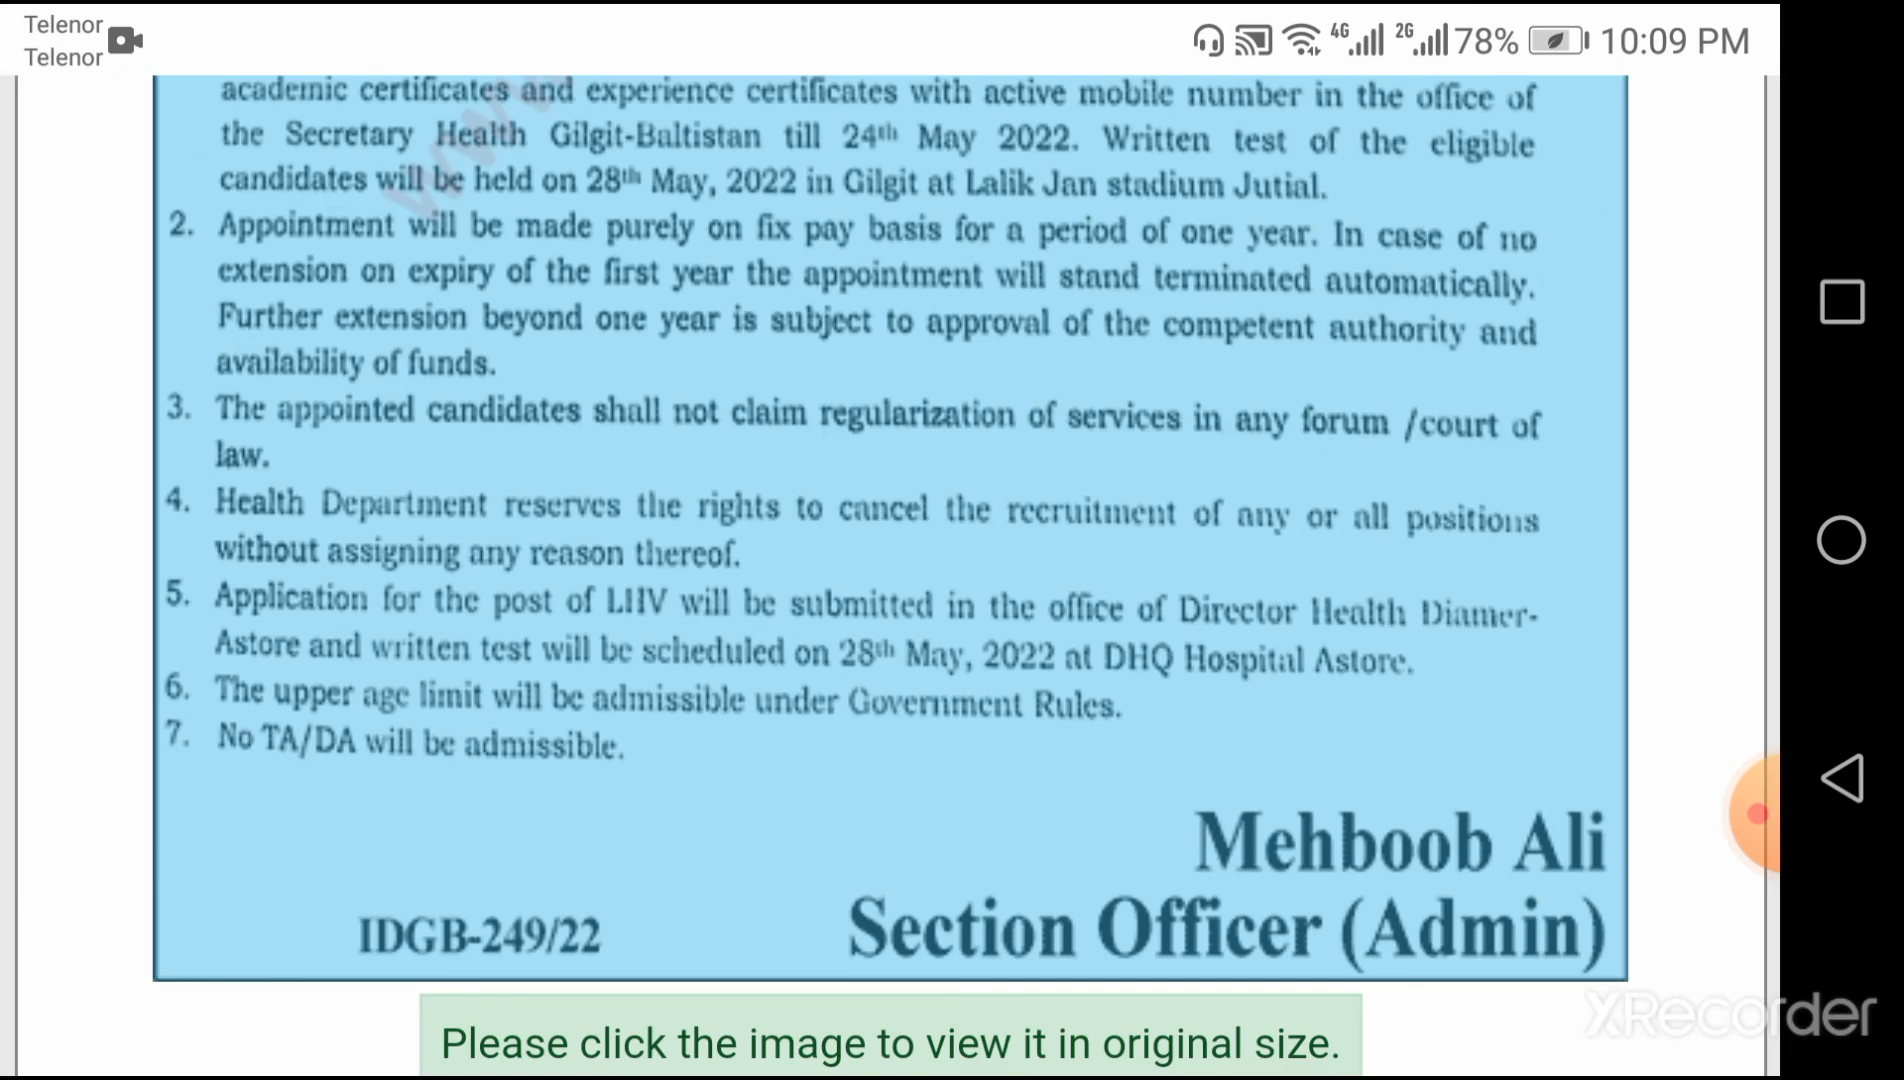 Telenor
Telenor
4G 2G 78% 10:09 PM
academic certificates and experience certificates with active mobile number in the office of
the Secretary Health Gilgit-Baltistan till 24th May 2022. Written test of the eligible
candidates will be held on 28th May, 2022 in Gilgit at Lalik Jan stadium Jutial.
2. Appointment will be made purely on fix pay basis for a period of one year. In case of no
extension on expiry of the first year the appointment will stand terminated automatically.
Further extension beyond one year is subject to approval of the competent authority and
availability of funds.
3. The appointed candidates shall not claim regularization of services in any forum /court of
law.
4. Health Department reserves the rights to cancel the recruitment of any or all positions
without assigning any reason thereof.
5. Application for the post of LHV will be submitted in the office of Director Health Diamer-
Astore and written test will be scheduled on 28th May, 2022 at DHQ Hospital Astore.
6. The upper age limit will be admissible under Government Rules.
7. No TA/DA will be admissible.
Mehboob Ali
IDGB-249/22 Section Officer (Admin)
XRecorder
Please click the image to view it in original size.